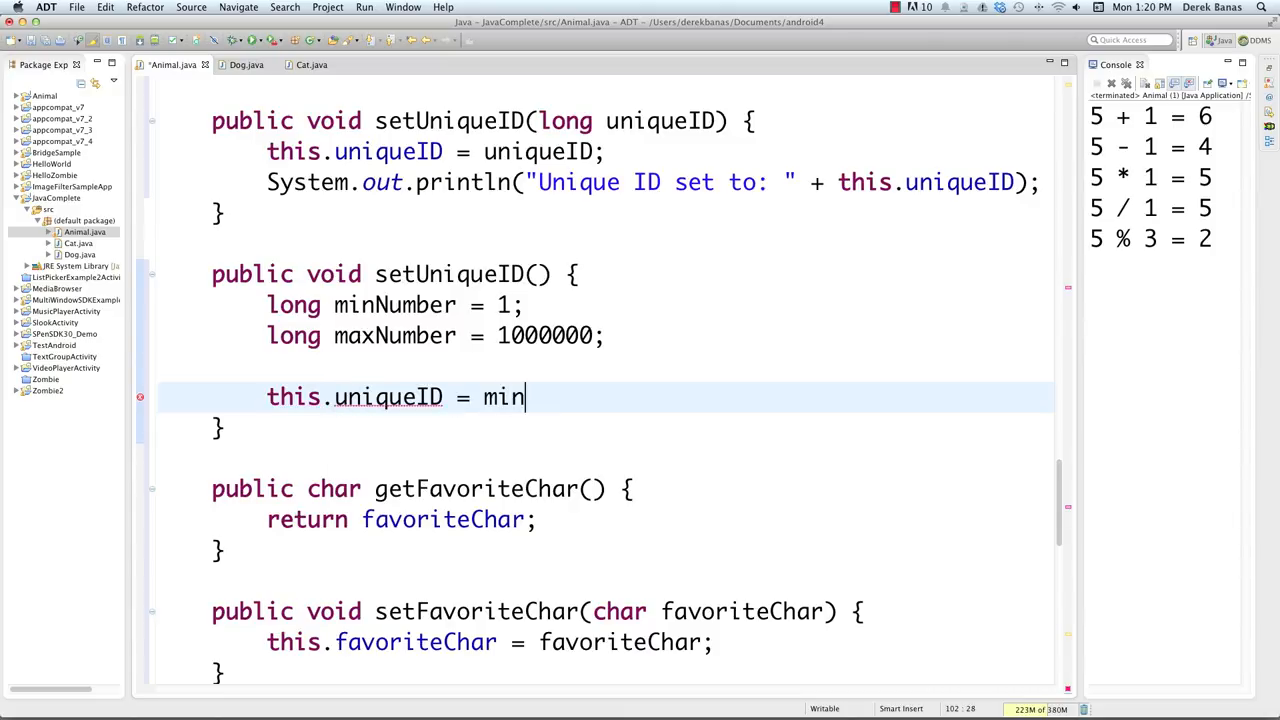 ADT File Edit Refactor Source Navigate Search Project Run Window Help 10 Mon 1:20 PM Derek Banas
Java - JavaComplete/src/Animal.java - ADT - /Users/derekbanas/Documents/android4
Quick Access Java DDMS
Package Exp
*Animal.java Dog.java Cat.java
Console
Animal
appcompat_v7
appcompat_v7_2
appcompat_v7_3
appcompat_v7_4
BridgeSample
HelloWorld
HelloZombie
ImageFilterSampleApp
JavaComplete
src
(default package)
Animal.java
Cat.java
Dog.java
JRE System Library [Ja
ListPickerExample2Activi
MediaBrowser
MultiWindowSDKExample
MusicPlayerActivity
SlookActivity
SPenSDK30_Demo
TestAndroid
TextGroupActivity
VideoPlayerActivity
Zombie
Zombie2
public void setUniqueID(long uniqueID) {
this.uniqueID = uniqueID;
System.out.println("Unique ID set to: " + this.uniqueID);
}
public void setUniqueID() {
long minNumber = 1;
long maxNumber = 1000000;
this.uniqueID = min
}
public char getFavoriteChar() {
return favoriteChar;
}
public void setFavoriteChar(char favoriteChar) {
this.favoriteChar = favoriteChar;
}
<terminated> Animal (1) [Java Application] /S
5 + 1 = 6
5 - 1 = 4
5 * 1 = 5
5 / 1 = 5
5 % 3 = 2
Writable Smart Insert 102 : 28 223M of 380M